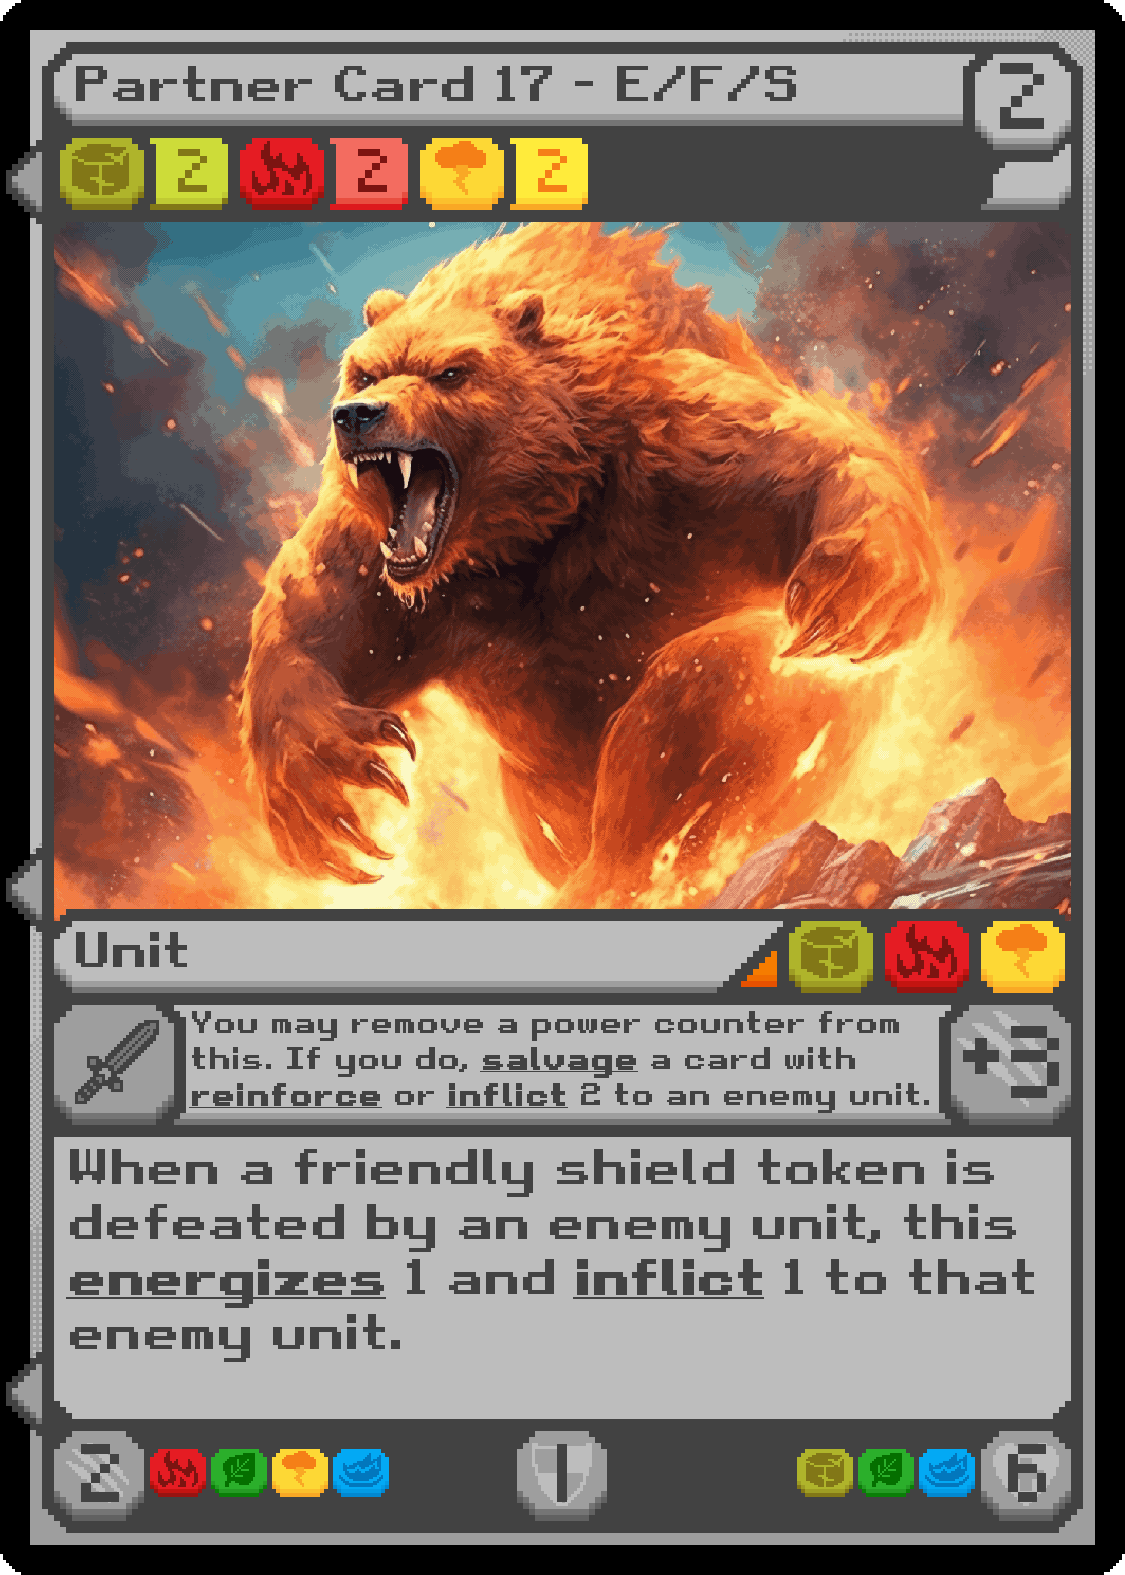 Partner Card 17 - E/F/S
2
2 2 2
Unit
You may remove a power counter from
this. If you do, salvage a card with
reinforce or inflict 2 to an enemy unit.
+3
When a friendly shield token is
defeated by an enemy unit, this
energizes 1 and inflict 1 to that
enemy unit.
2
1
6